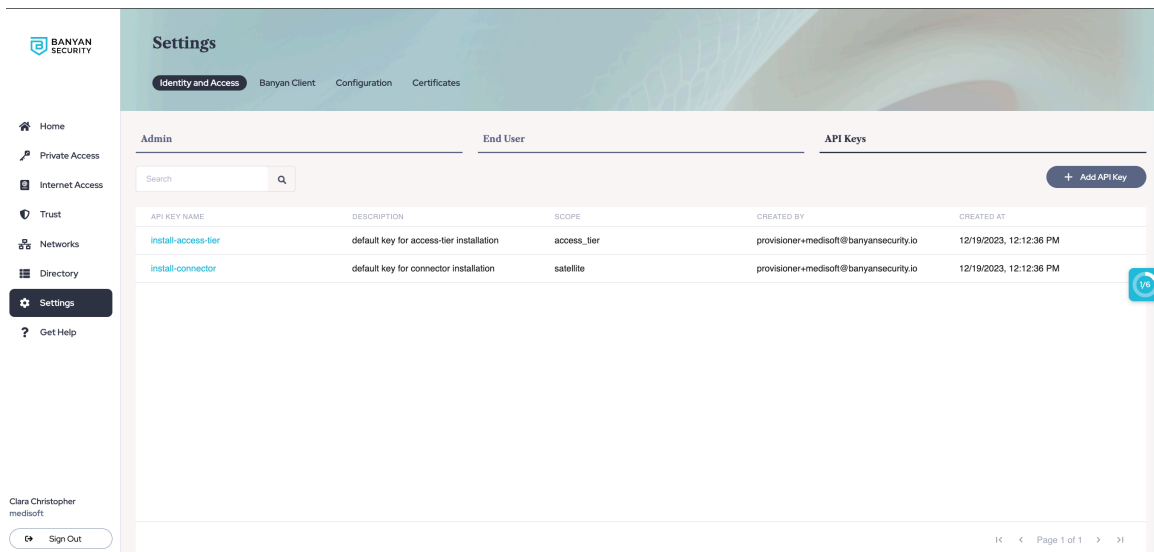 BANYAN
SECURITY
Settings
Identity and Access Banyan Client Configuration Certificates
Home
Private Access
Internet Access
Trust
Networks
Directory
Settings
Get Help
Admin End User API Keys
Search + Add API Key
API KEY NAME DESCRIPTION SCOPE CREATED BY CREATED AT
install-access-tier default key for access-tier installation access_tier provisioner+medisoft@banyansecurity.io 12/19/2023, 12:12:36 PM
install-connector default key for connector installation satellite provisioner+medisoft@banyansecurity.io 12/19/2023, 12:12:36 PM
1/6
Clara Christopher
medisoft
Sign Out
Page 1 of 1